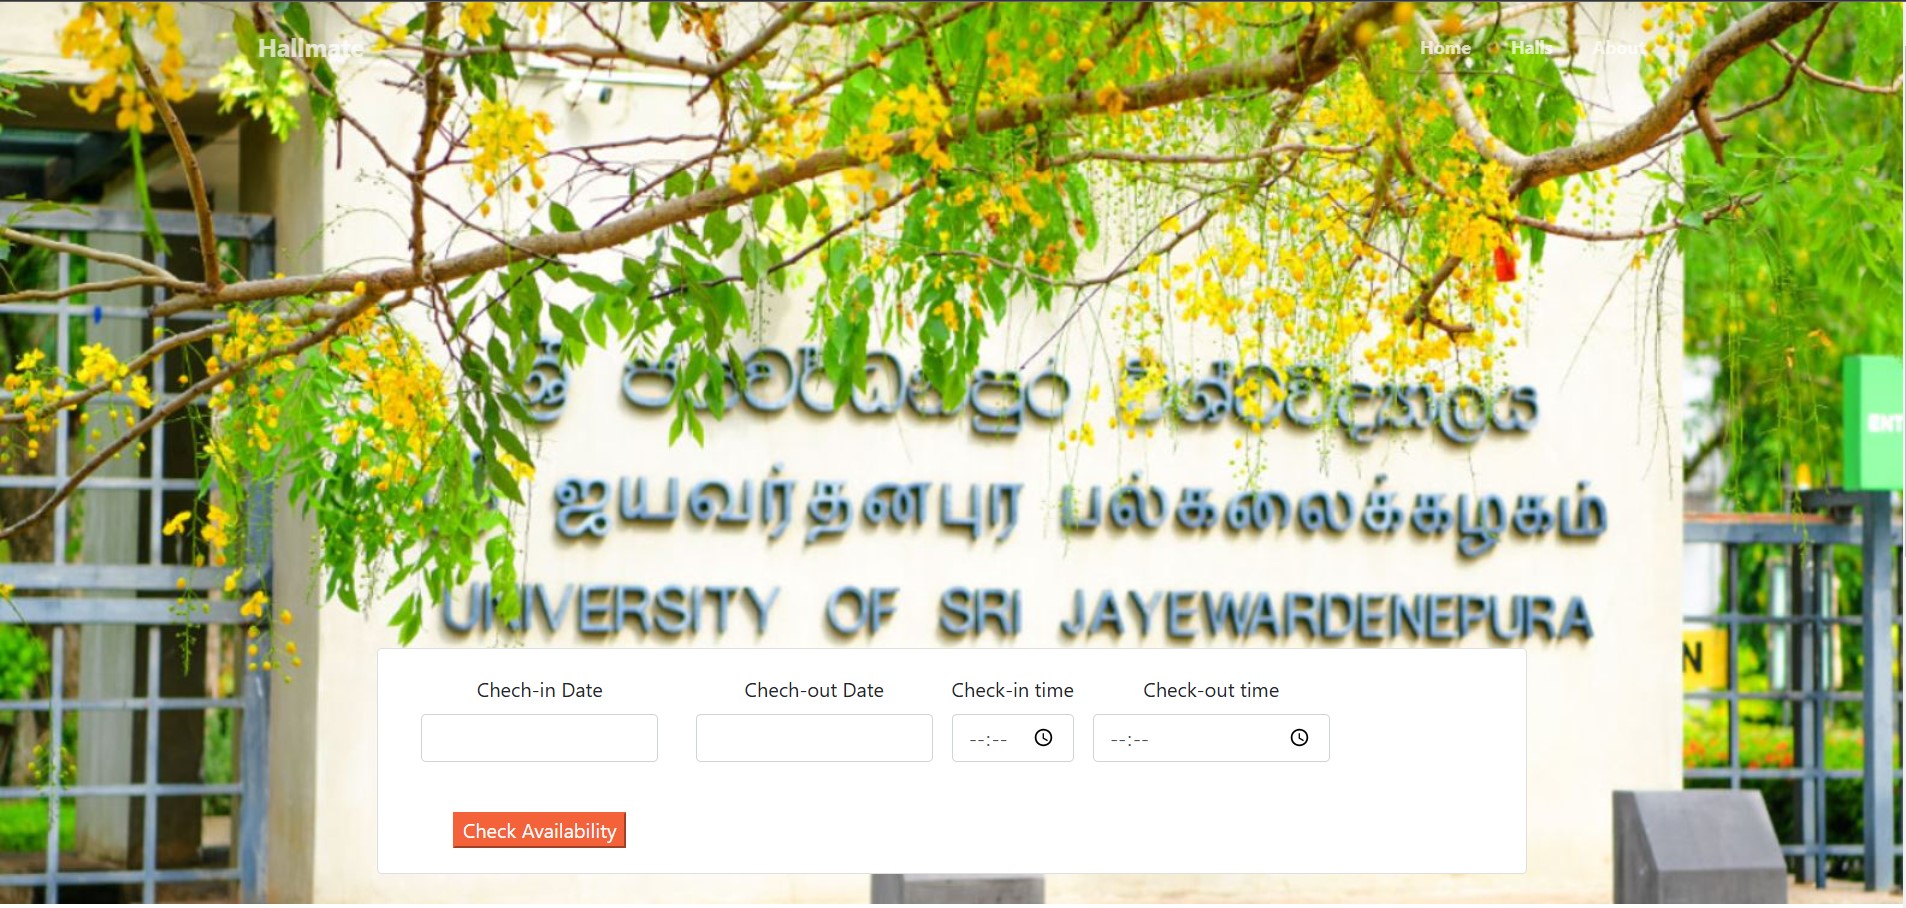 Hallmate
Home Halls About
ශ්‍රී ජයවර්ධනපුර විශ්වවිද්‍යාලය
ஜயவர்தனபுர பல்கலைக்கழகம்
UNIVERSITY OF SRI JAYEWARDENEPURA
ENT
N
Chech-in Date Chech-out Date Check-in time Check-out time
--:-- --:--
Check Availability